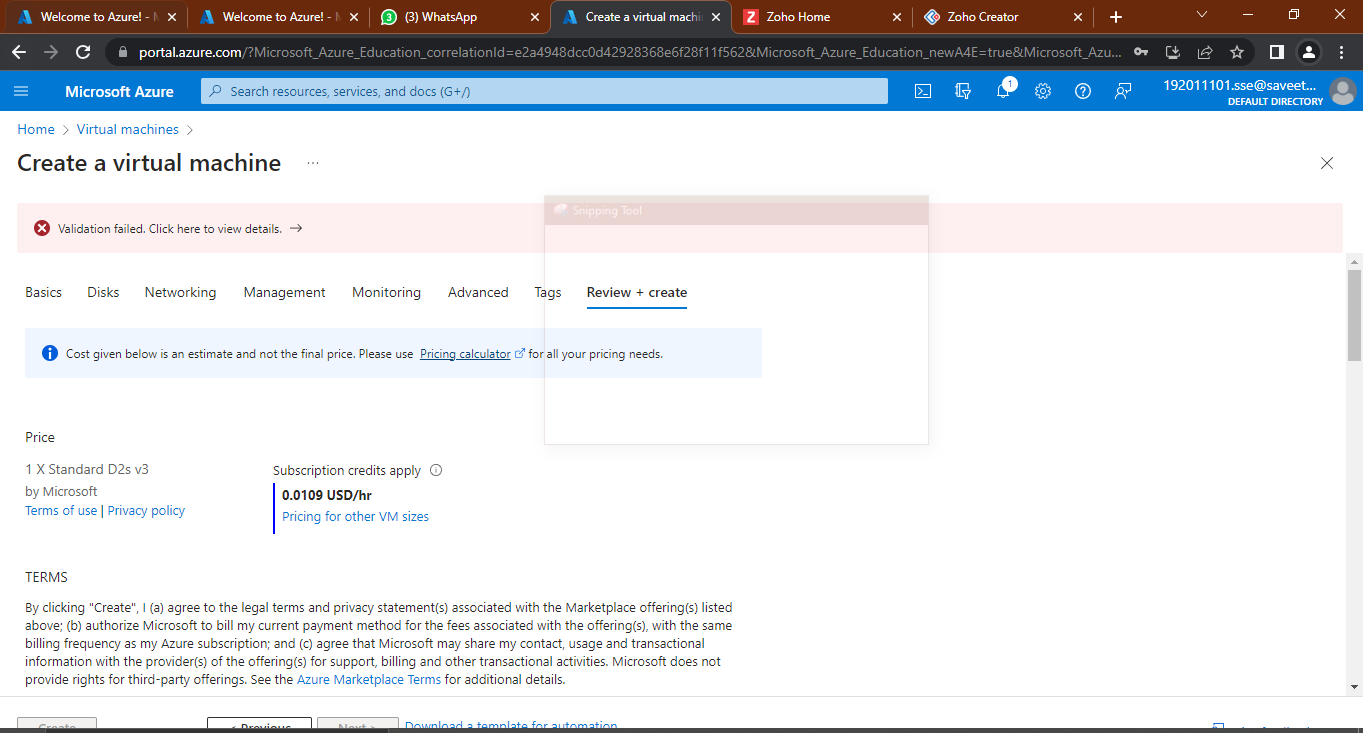 Welcome to Azure! -
Welcome to Azure! -
(3) WhatsApp
Create a virtual machi
Zoho Home
Zoho Creator
portal.azure.com/?Microsoft_Azure_Education_correlationId=e2a4948dcc0d42928368e6f28f11f562&Microsoft_Azure_Education_newA4E=true&Microsoft_Azu...
Microsoft Azure
Search resources, services, and docs (G+/)
1
192011101.sse@saveet...
DEFAULT DIRECTORY
Home > Virtual machines >
Create a virtual machine ...
Snipping Tool
Validation failed. Click here to view details. →
Basics Disks Networking Management Monitoring Advanced Tags Review + create
Cost given below is an estimate and not the final price. Please use Pricing calculator for all your pricing needs.
Price
1 X Standard D2s v3
by Microsoft
Terms of use | Privacy policy
Subscription credits apply
0.0109 USD/hr
Pricing for other VM sizes
TERMS
By clicking "Create", I (a) agree to the legal terms and privacy statement(s) associated with the Marketplace offering(s) listed
above; (b) authorize Microsoft to bill my current payment method for the fees associated with the offering(s), with the same
billing frequency as my Azure subscription; and (c) agree that Microsoft may share my contact, usage and transactional
information with the provider(s) of the offering(s) for support, billing and other transactional activities. Microsoft does not
provide rights for third-party offerings. See the Azure Marketplace Terms for additional details.
Create
< Previous
Next >
Download a template for automation